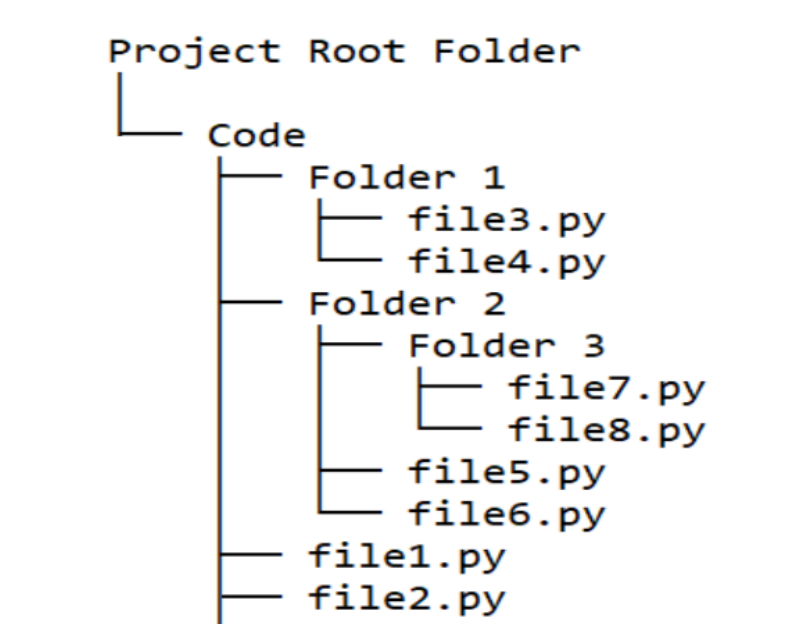 Project Root Folder
Code
Folder 1
file3.py
file4.py
Folder 2
Folder 3
file7.py
file8.py
file5.py
file6.py
file1.py
file2.py